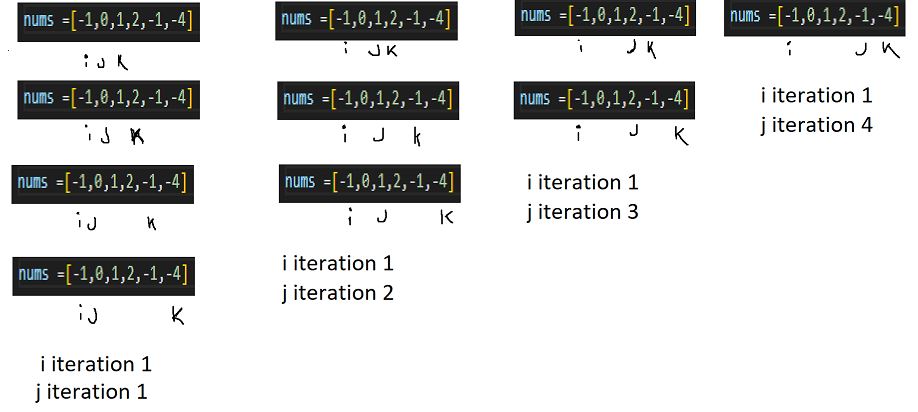 nums =[-1,0,1,2,-1,-4]
i J K
nums =[-1,0,1,2,-1,-4]
i J K
nums =[-1,0,1,2,-1,-4]
i J K
nums =[-1,0,1,2,-1,-4]
i J K
i iteration 1
j iteration 1
nums =[-1,0,1,2,-1,-4]
i J K
nums =[-1,0,1,2,-1,-4]
i J K
nums =[-1,0,1,2,-1,-4]
i J K
i iteration 1
j iteration 2
nums =[-1,0,1,2,-1,-4]
i J K
nums =[-1,0,1,2,-1,-4]
i J K
i iteration 1
j iteration 3
nums =[-1,0,1,2,-1,-4]
i J K
i iteration 1
j iteration 4